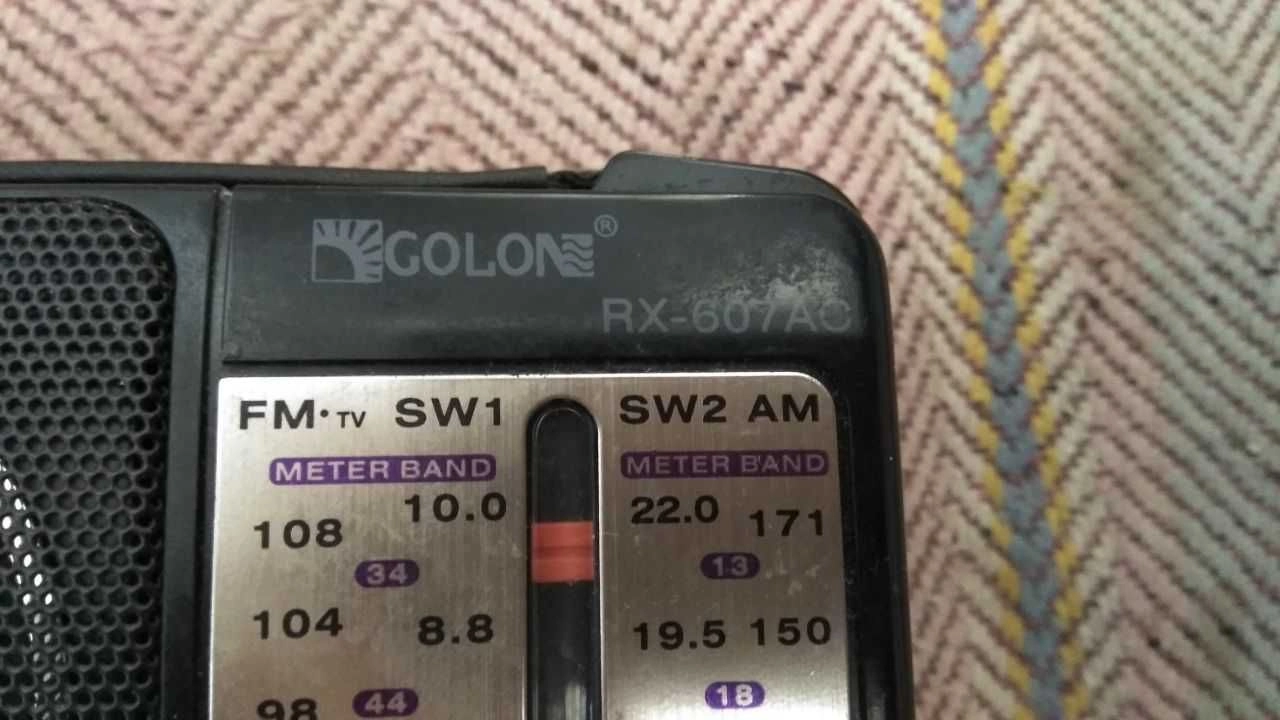 GOLON®
RX-607AC
FM·TV SW1 SW2 AM
METER BAND METER BAND
108 10.0 22.0 171
34 13
104 8.8 19.5 150
98 44 18